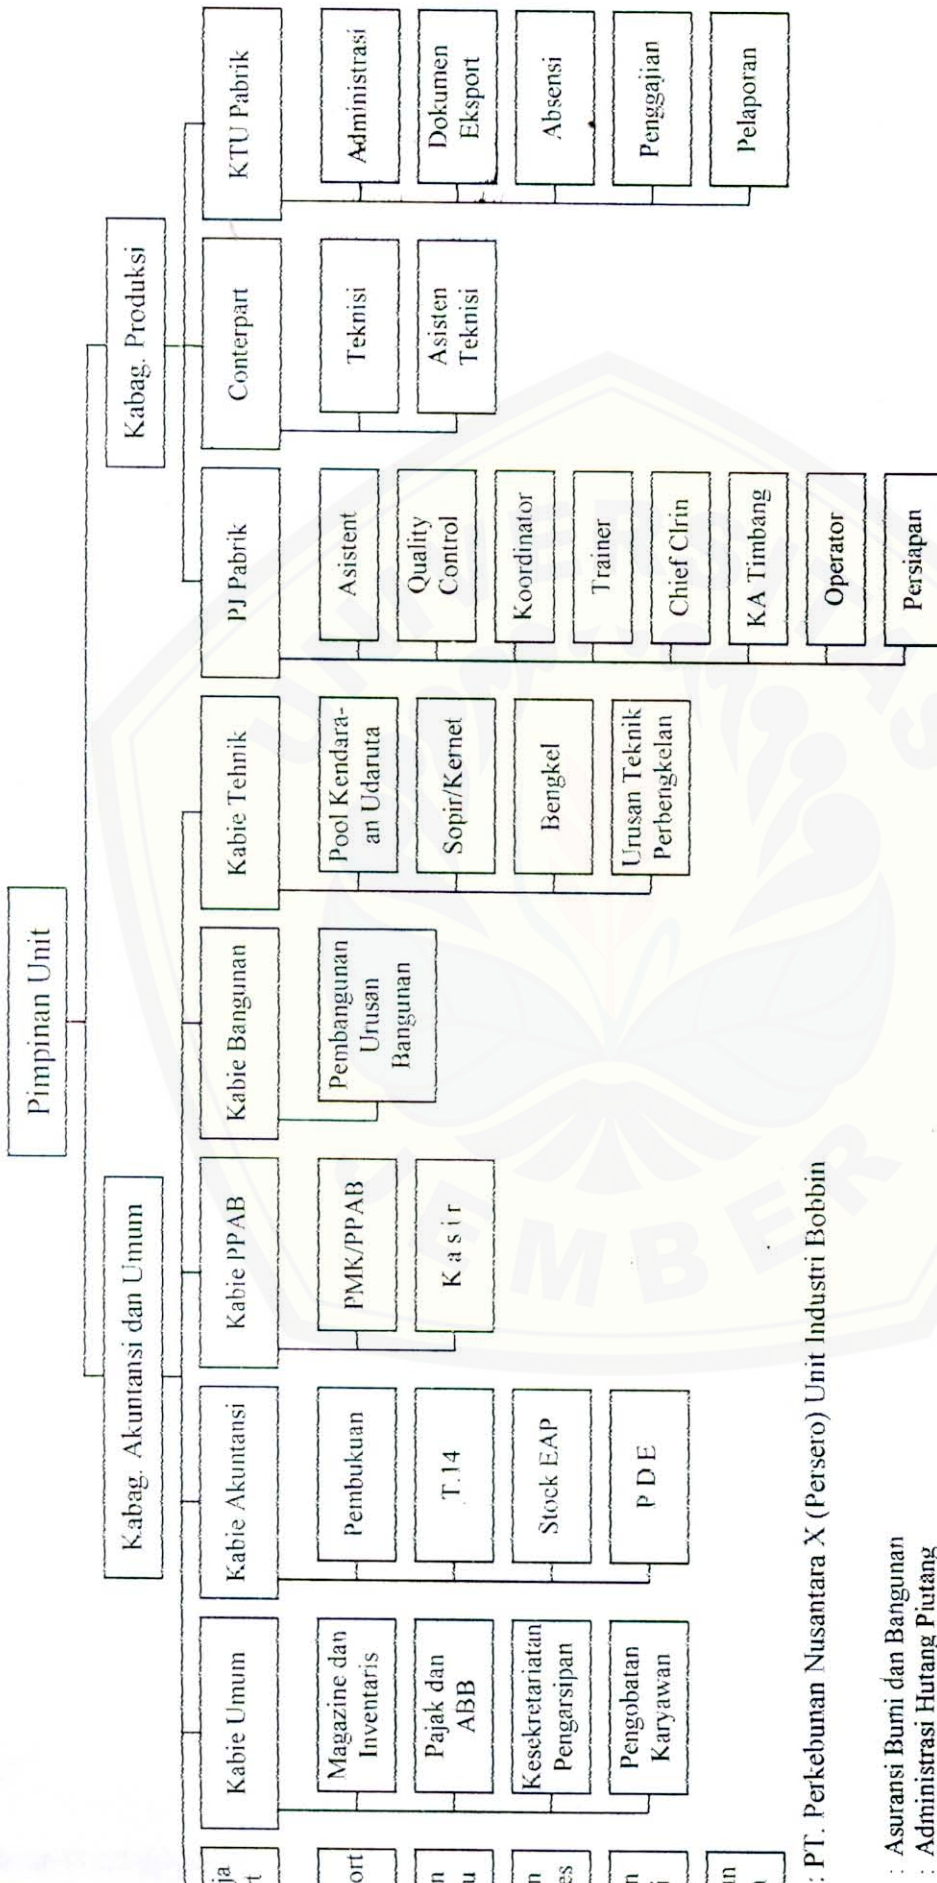 Pimpinan Unit
Kabag. Akuntansi dan Umum
Kabag. Produksi
Kabie Umum
Kabie Akuntansi
Kabie PPAB
Kabie Bangunan
Kabie Tehnik
PJ Pabrik
Conterpart
KTU Pabrik
Magazine dan
Inventaris
Pajak dan
ABB
Kesekretariatan
Pengarsipan
Pengobatan
Karyawan
Pembukuan
T.14
Stock EAP
P D E
PMK/PPAB
K a s i r
Pembangunan
Urusan
Bangunan
Pool Kendara-
an Udaruta
Sopir/Kernet
Bengkel
Urusan Teknik
Perbengkelan
Asistent
Quality
Control
Koordinator
Trainer
Chief CIrin
KA Timbang
Operator
Persiapan
Teknisi
Asisten
Teknisi
Administrasi
Dokumen
Eksport
Absensi
Penggajian
Pelaporan
: PT. Perkebunan Nusantara X (Persero) Unit Industri Bobbin
: Asuransi Bumi dan Bangunan
: Administrasi Hutang Piutang
UNIVERSITAS
JEMBER